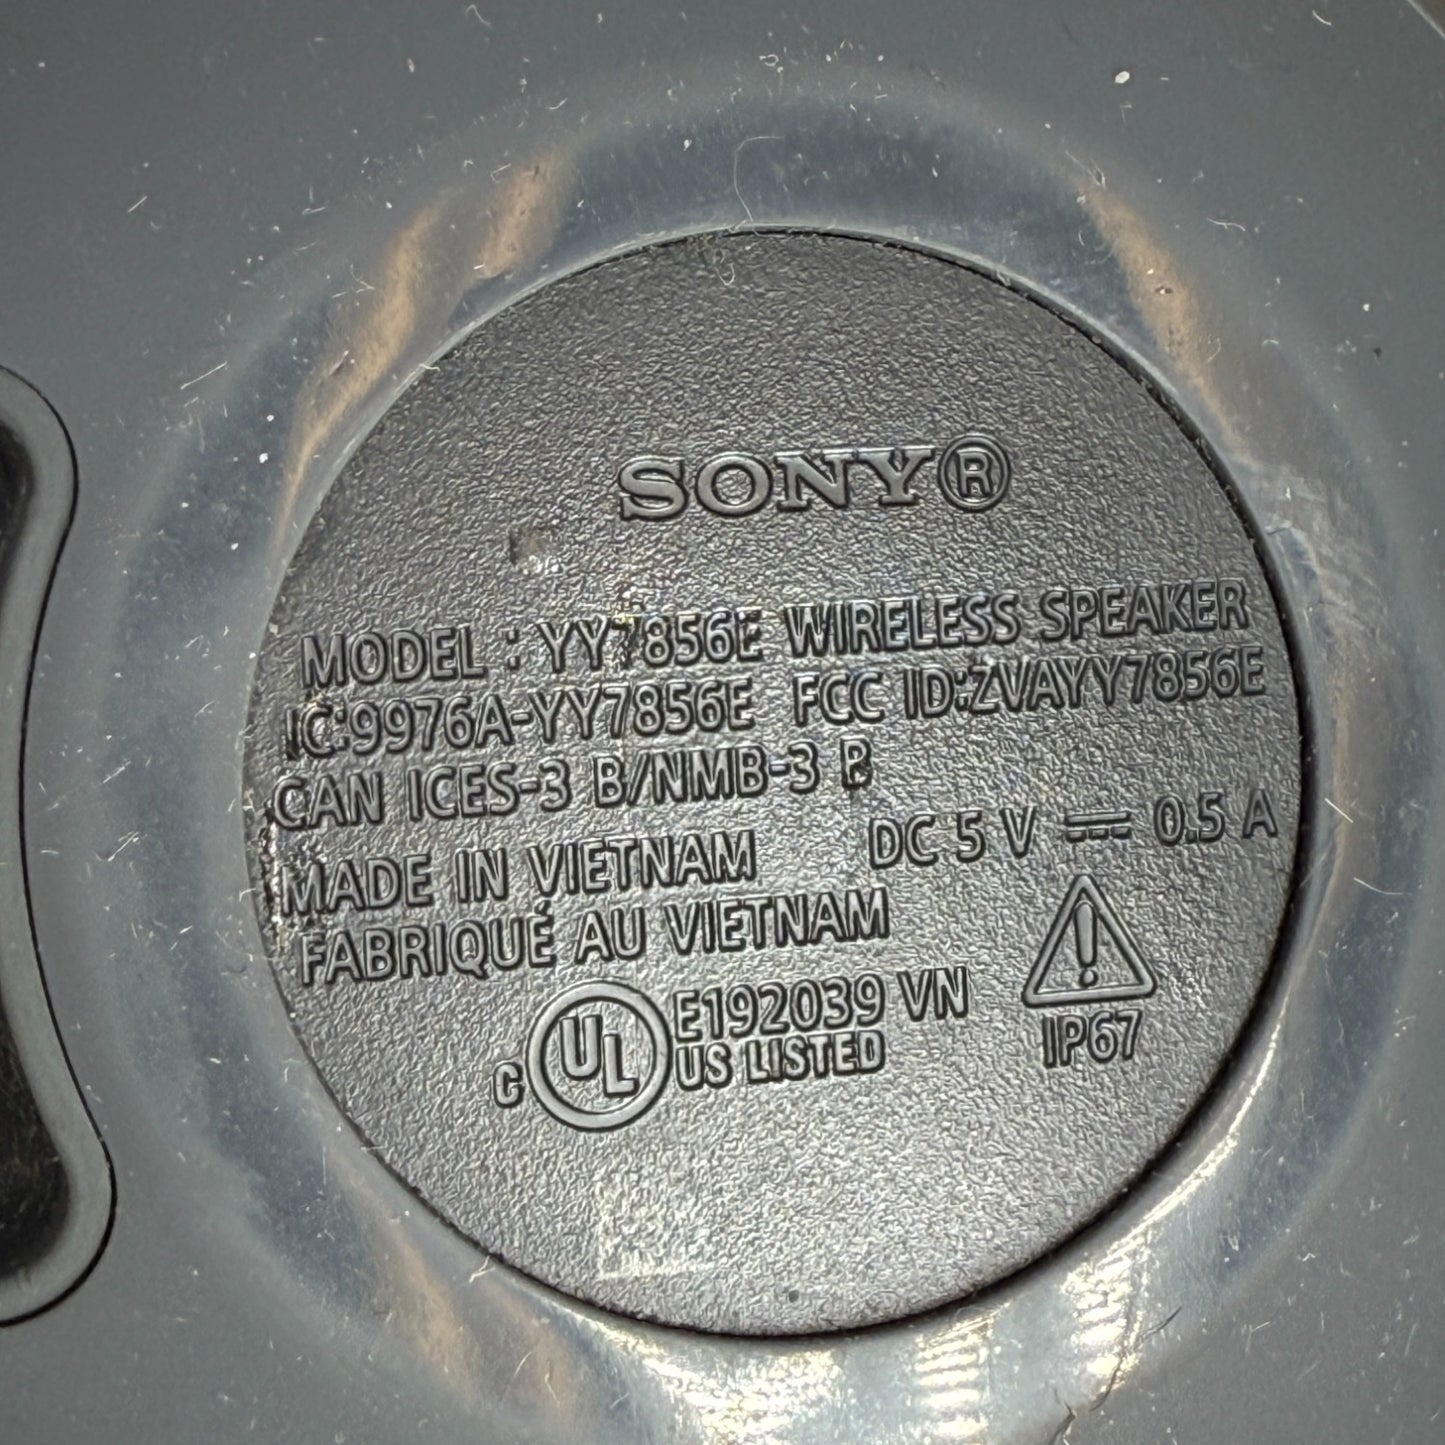 SONY®
MODEL : YY7856E WIRELESS SPEAKER
IC:9976A-YY7856E FCC ID:ZVAYY7856E
CAN ICES-3 B/NMB-3 B
MADE IN VIETNAM DC 5 V ⎓ 0.5 A
FABRIQUÉ AU VIETNAM
C UL E192039 VN
US LISTED
IP67